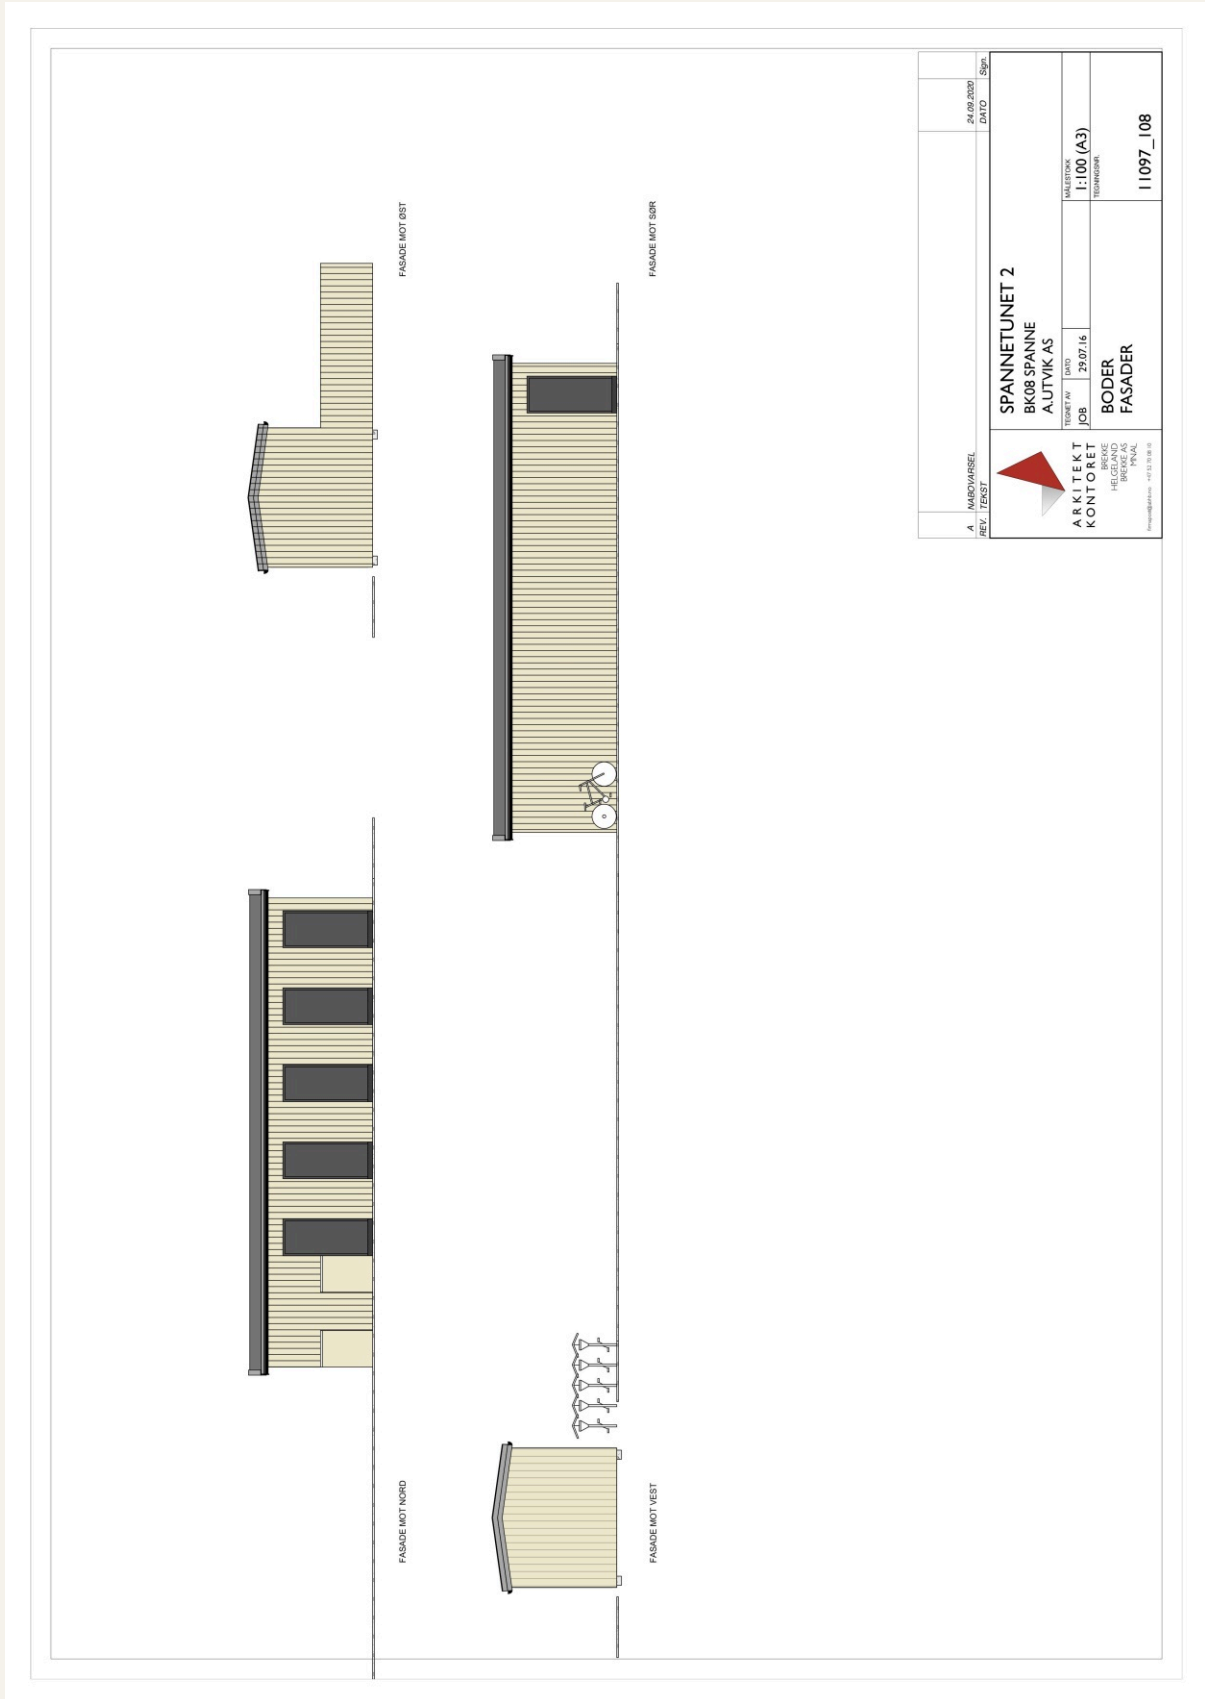 FASADE MOT NORD
FASADE MOT ØST
FASADE MOT VEST
FASADE MOT SØR
A NABOVARSEL 24.09.2020
REV. TEKST DATO Sign.
SPANNETUNET 2
BK08 SPANNE
A.UTVIK AS
TEGNET AV
JOB
DATO
29.07.16
MÅLESTOKK
1:100 (A3)
BODER
FASADER
TEGNINGSNR.
11097_108
ARKITEKT
KONTORET
BREKKE
HELGELAND
BREKKE AS
MNAL